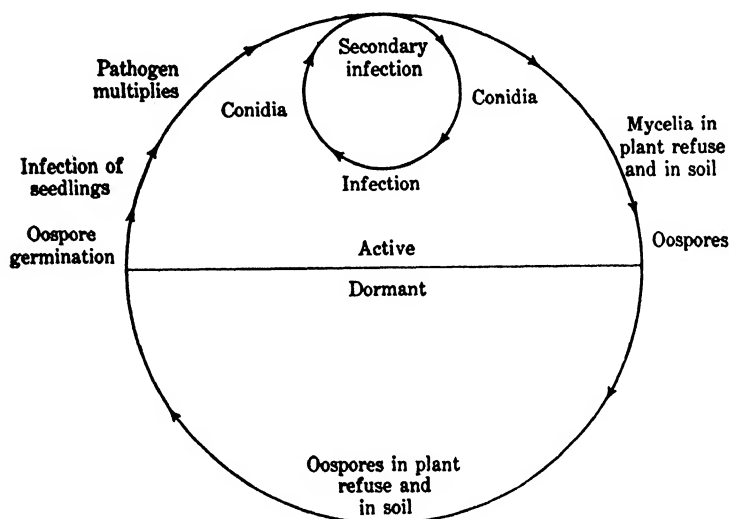 Secondary
infection
Pathogen
multiplies
Conidia
Conidia
Mycelia in
plant refuse
and in soil
Infection of
seedlings
Infection
Oospore
germination
Active
Oospores
Dormant
Oospores in plant
refuse and
in soil